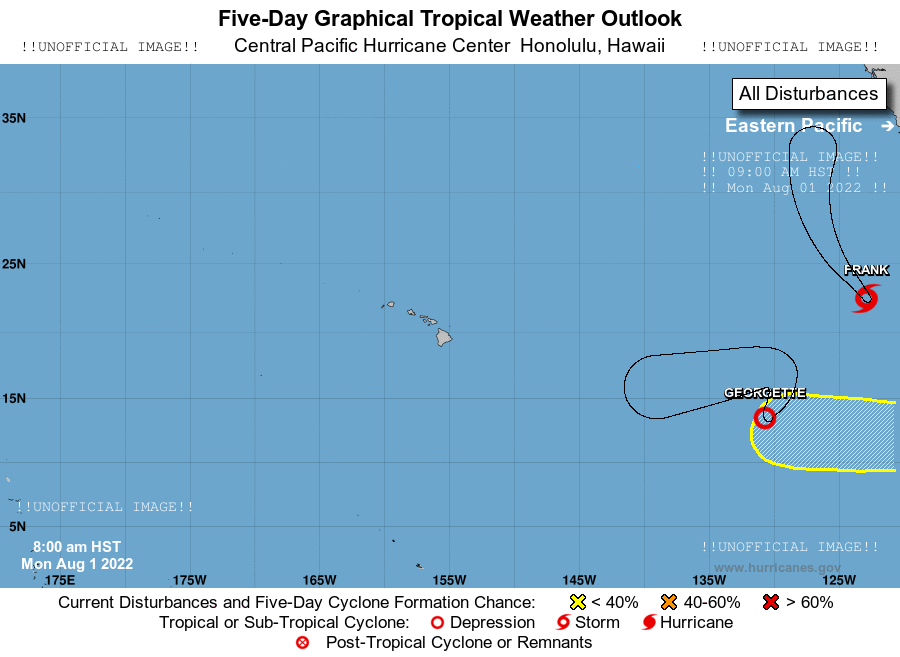 Five-Day Graphical Tropical Weather Outlook
!!UNOFFICIAL IMAGE!! Central Pacific Hurricane Center Honolulu, Hawaii !!UNOFFICIAL IMAGE!!
All Disturbances
35N
Eastern Pacific →
!!UNOFFICIAL IMAGE!!
!! 09:00 AM HST !!
!! Mon Aug 01 2022 !!
25N
FRANK
GEORGETTE
15N
!!UNOFFICIAL IMAGE!!
5N
8:00 am HST
!!UNOFFICIAL IMAGE!!
Mon Aug 1 2022
www.hurricanes.gov
175E 175W 165W 155W 145W 135W 125W
Current Disturbances and Five-Day Cyclone Formation Chance: < 40% 40-60% > 60%
Tropical or Sub-Tropical Cyclone: Depression Storm Hurricane
Post-Tropical Cyclone or Remnants